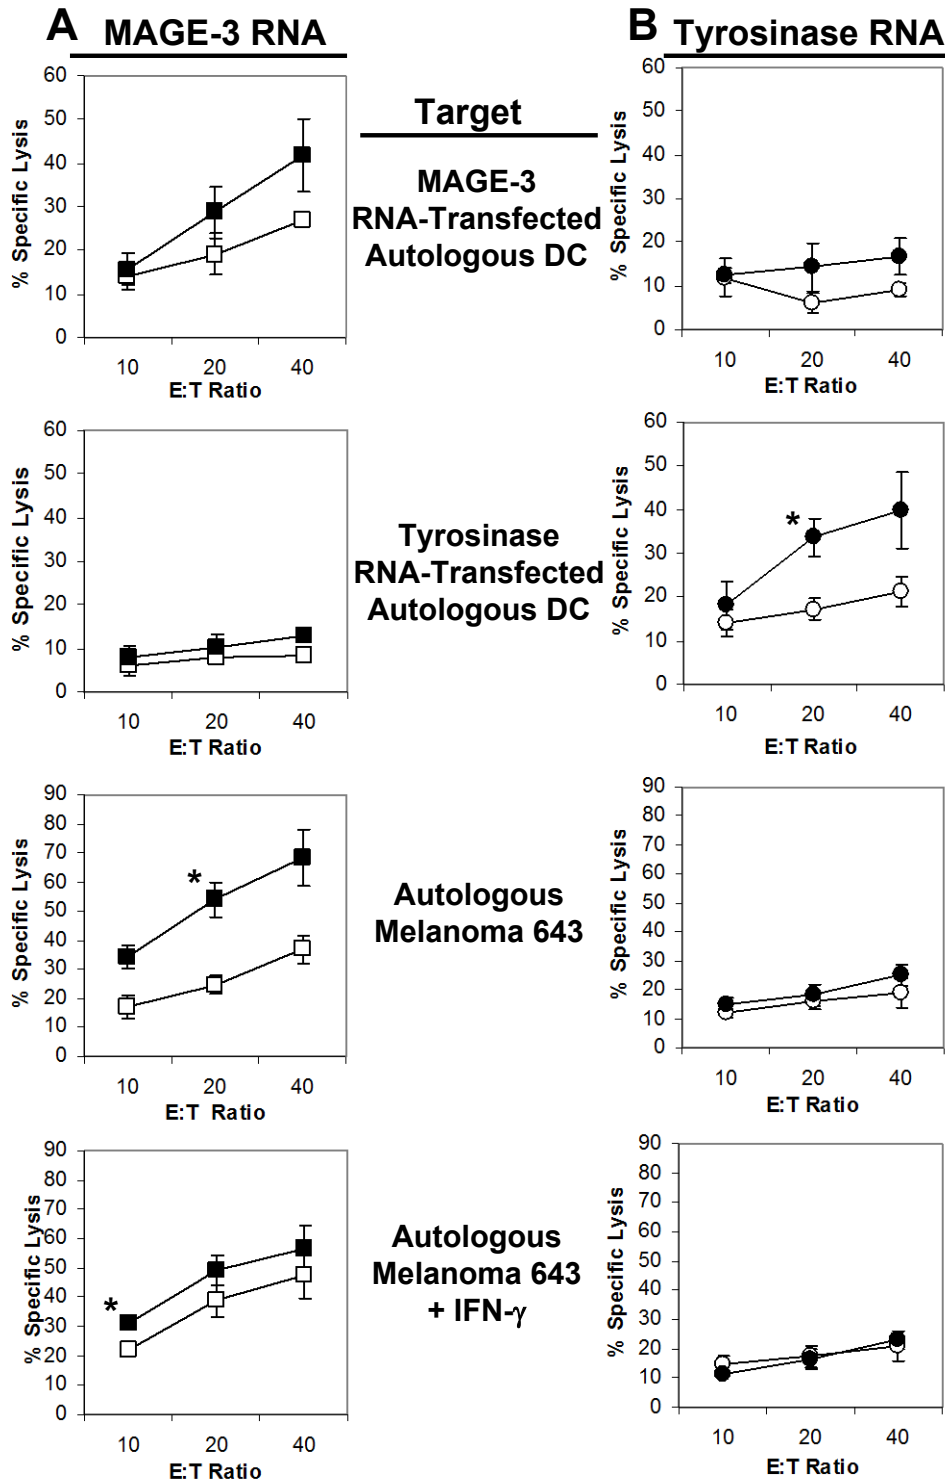 A MAGE-3 RNA
B Tyrosinase RNA
Target
MAGE-3
RNA-Transfected
Autologous DC
% Specific Lysis
60
50
40
30
20
10
0
10 20 40
E:T Ratio
% Specific Lysis
60
50
40
30
20
10
0
10 20 40
E:T Ratio
Tyrosinase
RNA-Transfected
Autologous DC
% Specific Lysis
60
50
40
30
20
10
0
10 20 40
E:T Ratio
% Specific Lysis
60
50
40
30
20
10
0
*
10 20 40
E:T Ratio
Autologous
Melanoma 643
% Specific Lysis
90
80
70
60
50
40
30
20
10
0
*
10 20 40
E:T Ratio
% Specific Lysis
90
80
70
60
50
40
30
20
10
0
10 20 40
E:T Ratio
Autologous
Melanoma 643
+ IFN-γ
% Specific Lysis
90
80
70
60
50
40
30
20
10
0
*
10 20 40
E:T Ratio
% Specific Lysis
90
80
70
60
50
40
30
20
10
0
10 20 40
E:T Ratio